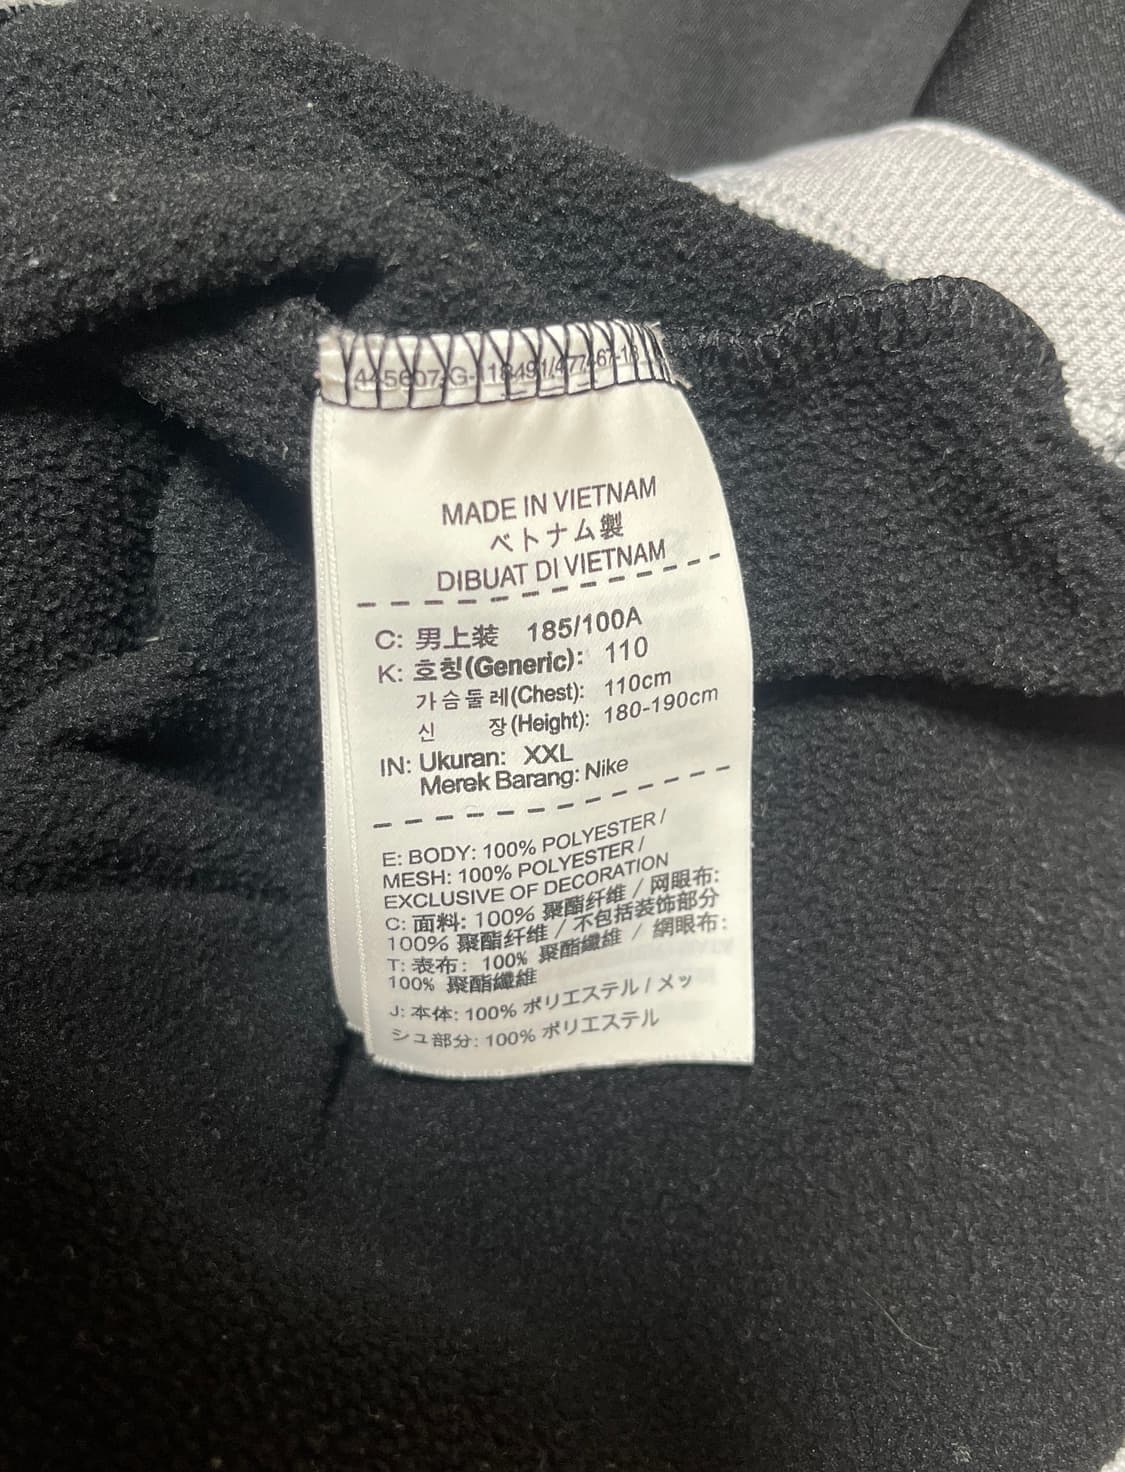 MADE IN VIETNAM
ベトナム製
DIBUAT DI VIETNAM
C: 男上装 185/100A
K: 호칭(Generic): 110
가슴둘레(Chest): 110cm
신 장(Height): 180-190cm
IN: Ukuran: XXL
Merek Barang: Nike
E: BODY: 100% POLYESTER /
MESH: 100% POLYESTER /
EXCLUSIVE OF DECORATION
C: 面料: 100% 聚酯纤维 / 网眼布:
100% 聚酯纤维 / 不包括装饰部分
T: 表布: 100% 聚酯纖維 / 網眼布:
100% 聚酯纖維
J: 本体: 100% ポリエステル / メッ
シュ部分: 100% ポリエステル